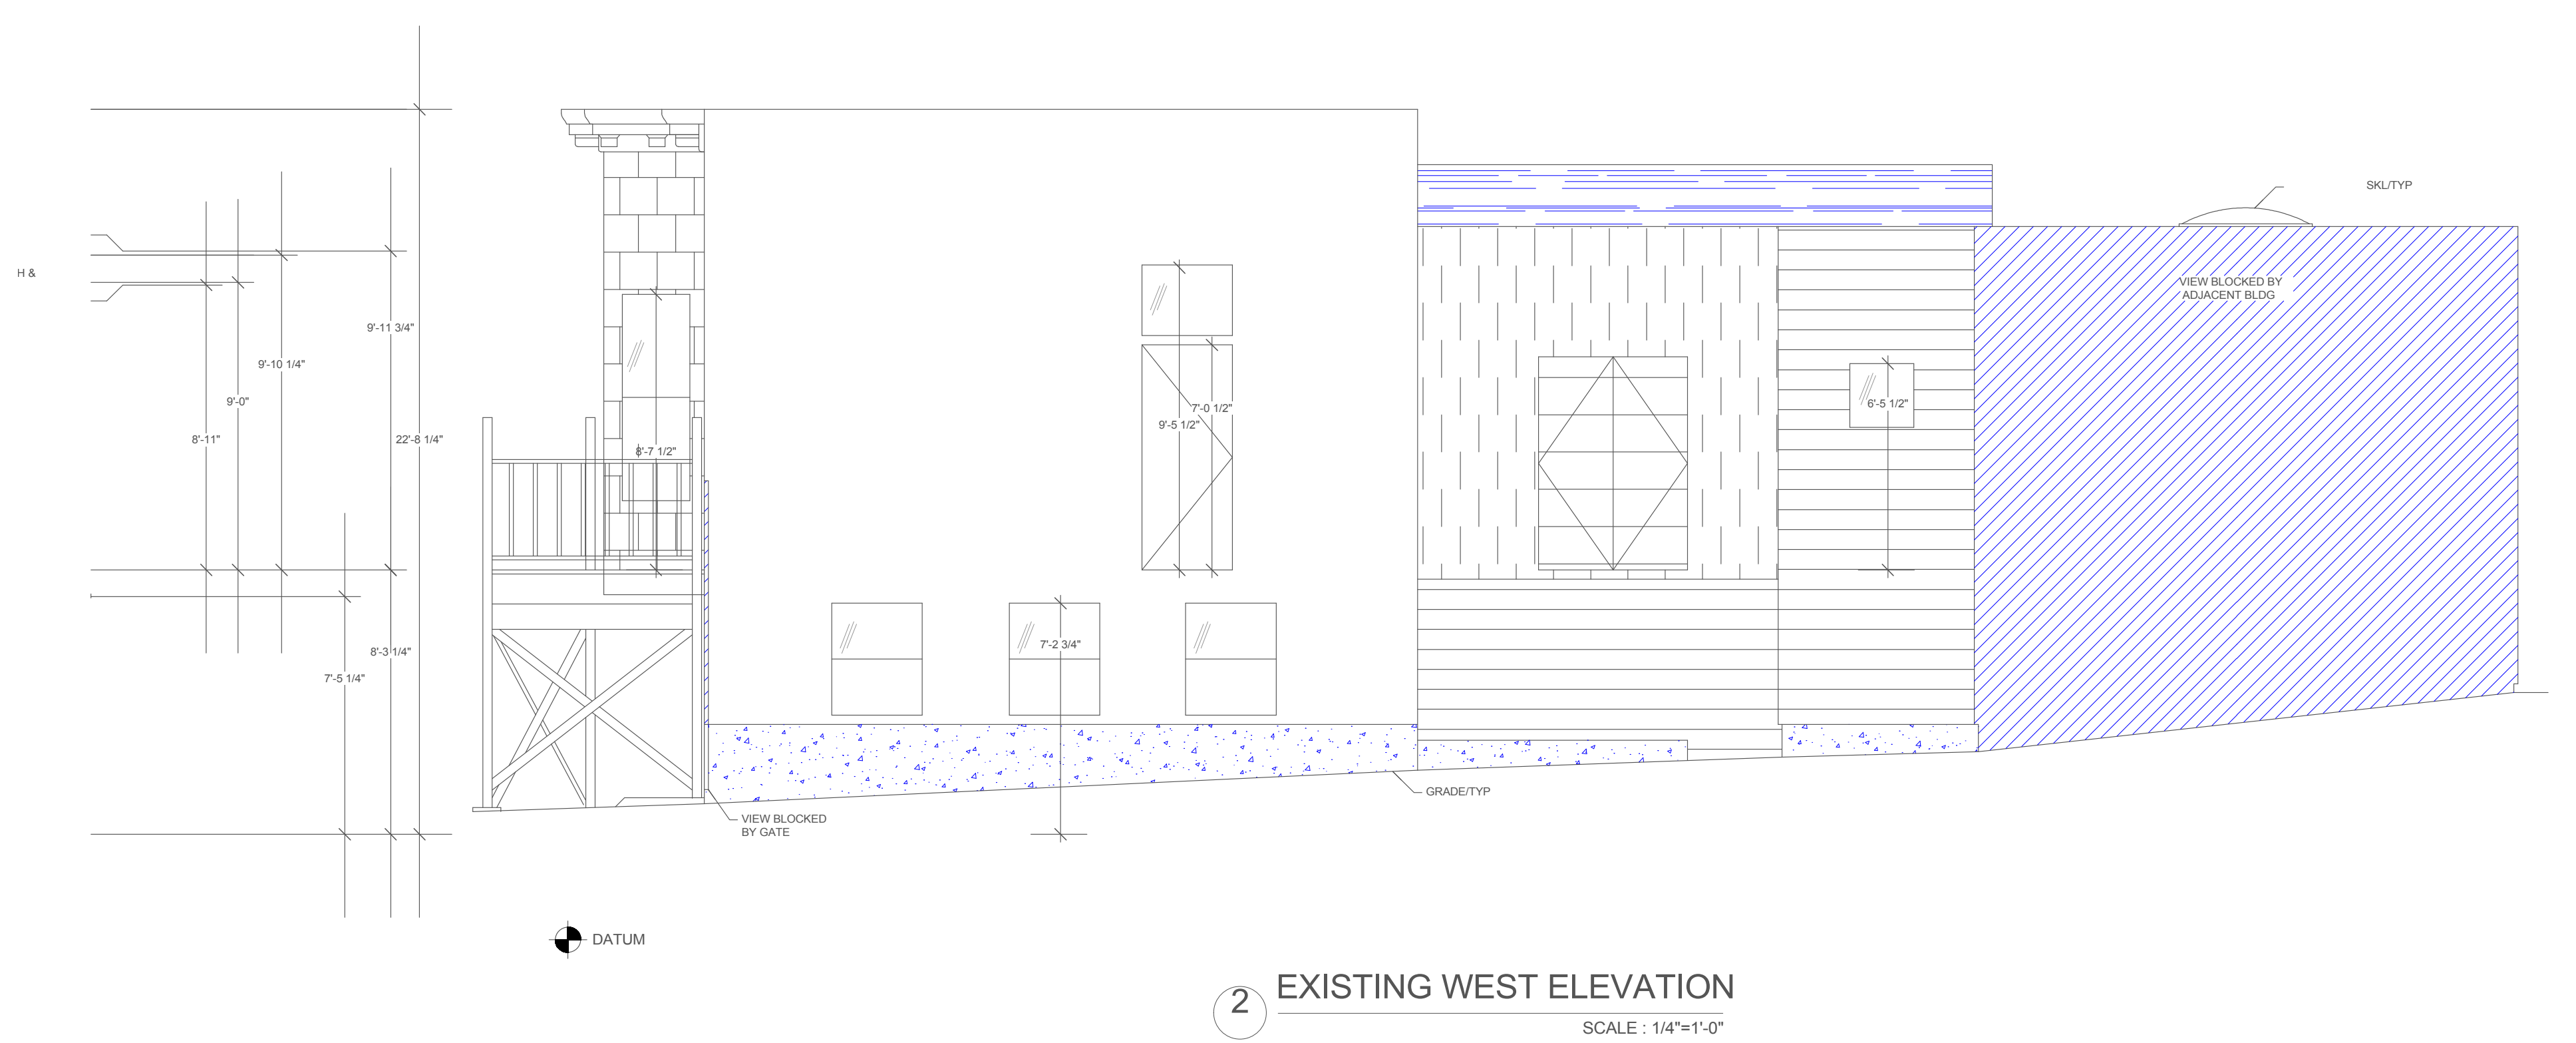 SKL/TYP
H &
VIEW BLOCKED BY
ADJACENT BLDG
9'-11 3/4"
9'-10 1/4"
9'-0"
8'-11"
22'-8 1/4"
8'-7 1/2"
9'-5 1/2"
7'-0 1/2"
6'-5 1/2"
7'-2 3/4"
8'-3 1/4"
7'-5 1/4"
GRADE/TYP
VIEW BLOCKED
BY GATE
DATUM
2
EXISTING WEST ELEVATION
SCALE : 1/4"=1'-0"